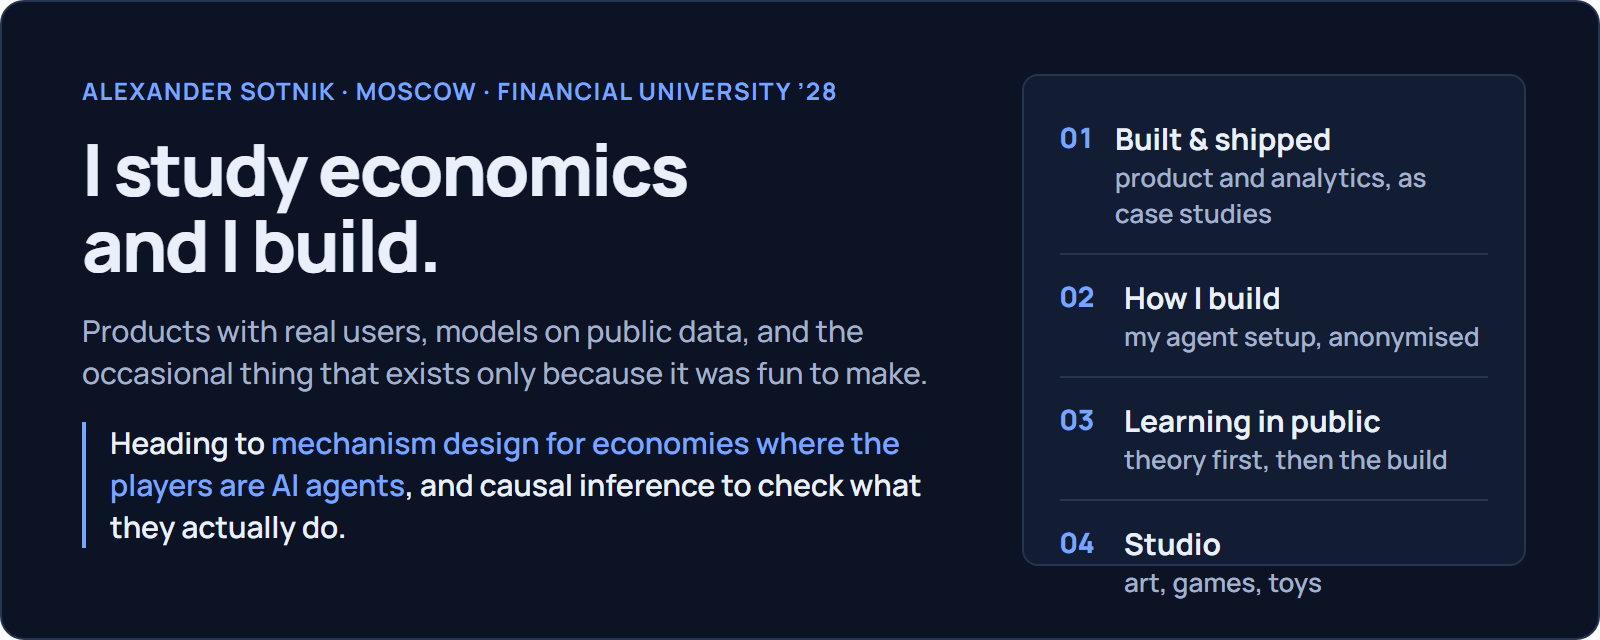 ALEXANDER SOTNIK · MOSCOW · FINANCIAL UNIVERSITY ’28
I study economics
and I build.
Products with real users, models on public data, and the
occasional thing that exists only because it was fun to make.
Heading to mechanism design for economies where the
players are AI agents, and causal inference to check what
they actually do.
01 Built & shipped
product and analytics, as
case studies
02 How I build
my agent setup, anonymised
03 Learning in public
theory first, then the build
04 Studio
art, games, toys